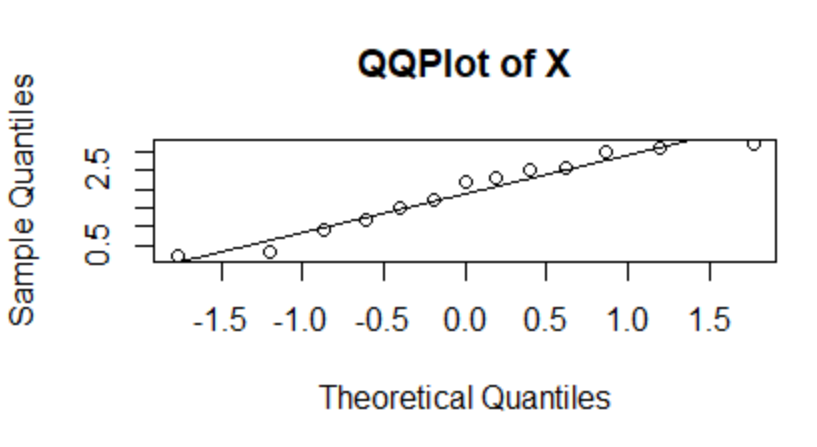 QQPlot of X
Sample Quantiles
2.5
0.5
-1.5 -1.0 -0.5 0.0 0.5 1.0 1.5
Theoretical Quantiles